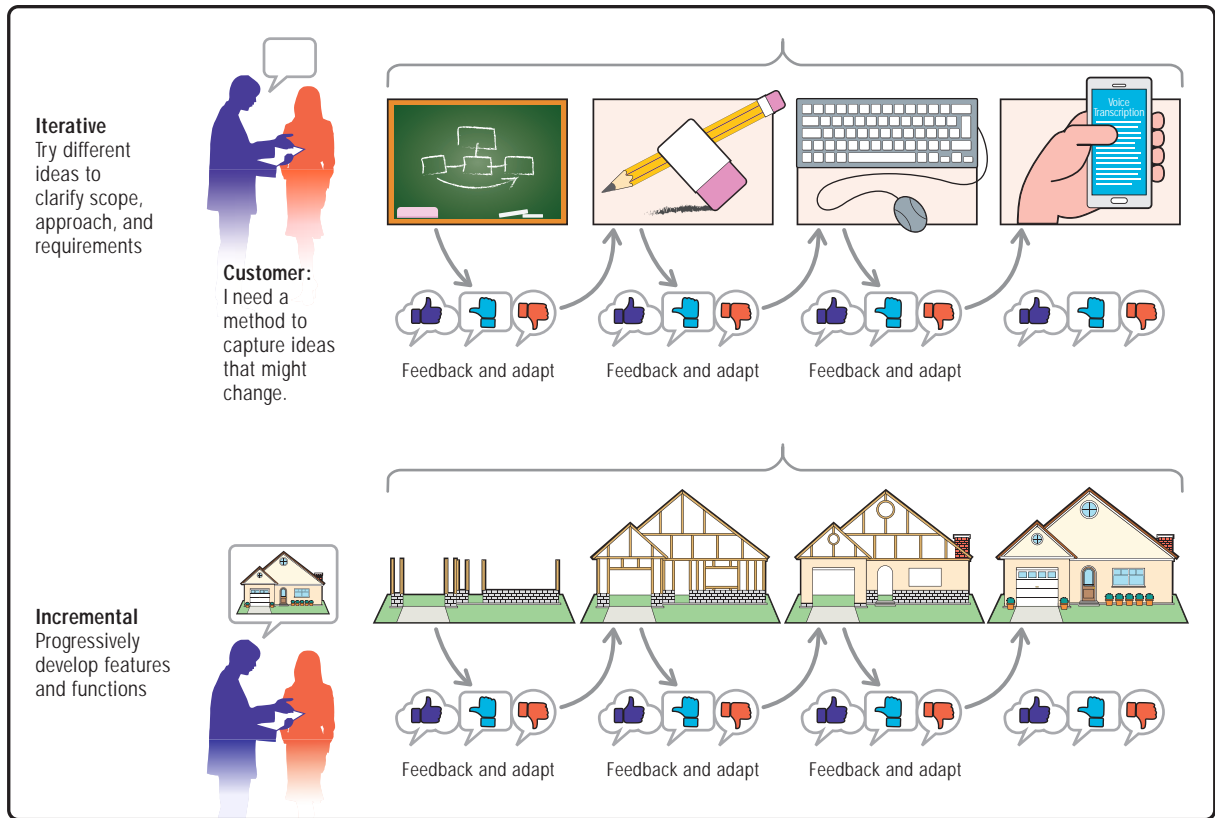 Iterative
Try different
ideas to
clarify scope,
approach, and
requirements
Customer:
I need a
method to
capture ideas
that might
change.
Voice
Transcription
Feedback and adapt
Feedback and adapt
Feedback and adapt
Incremental
Progressively
develop features
and functions
Feedback and adapt
Feedback and adapt
Feedback and adapt